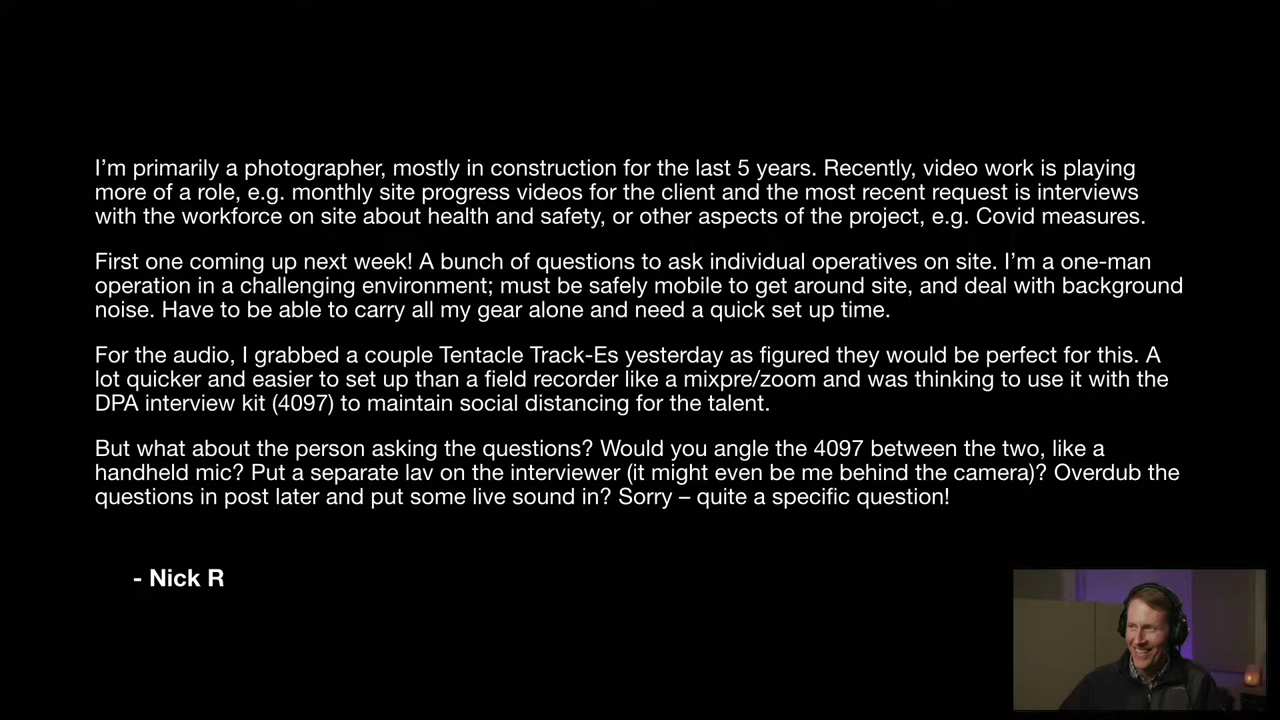 I’m primarily a photographer, mostly in construction for the last 5 years. Recently, video work is playing
more of a role, e.g. monthly site progress videos for the client and the most recent request is interviews
with the workforce on site about health and safety, or other aspects of the project, e.g. Covid measures.
First one coming up next week! A bunch of questions to ask individual operatives on site. I’m a one-man
operation in a challenging environment; must be safely mobile to get around site, and deal with background
noise. Have to be able to carry all my gear alone and need a quick set up time.
For the audio, I grabbed a couple Tentacle Track-Es yesterday as figured they would be perfect for this. A
lot quicker and easier to set up than a field recorder like a mixpre/zoom and was thinking to use it with the
DPA interview kit (4097) to maintain social distancing for the talent.
But what about the person asking the questions? Would you angle the 4097 between the two, like a
handheld mic? Put a separate lav on the interviewer (it might even be me behind the camera)? Overdub the
questions in post later and put some live sound in? Sorry – quite a specific question!
- Nick R